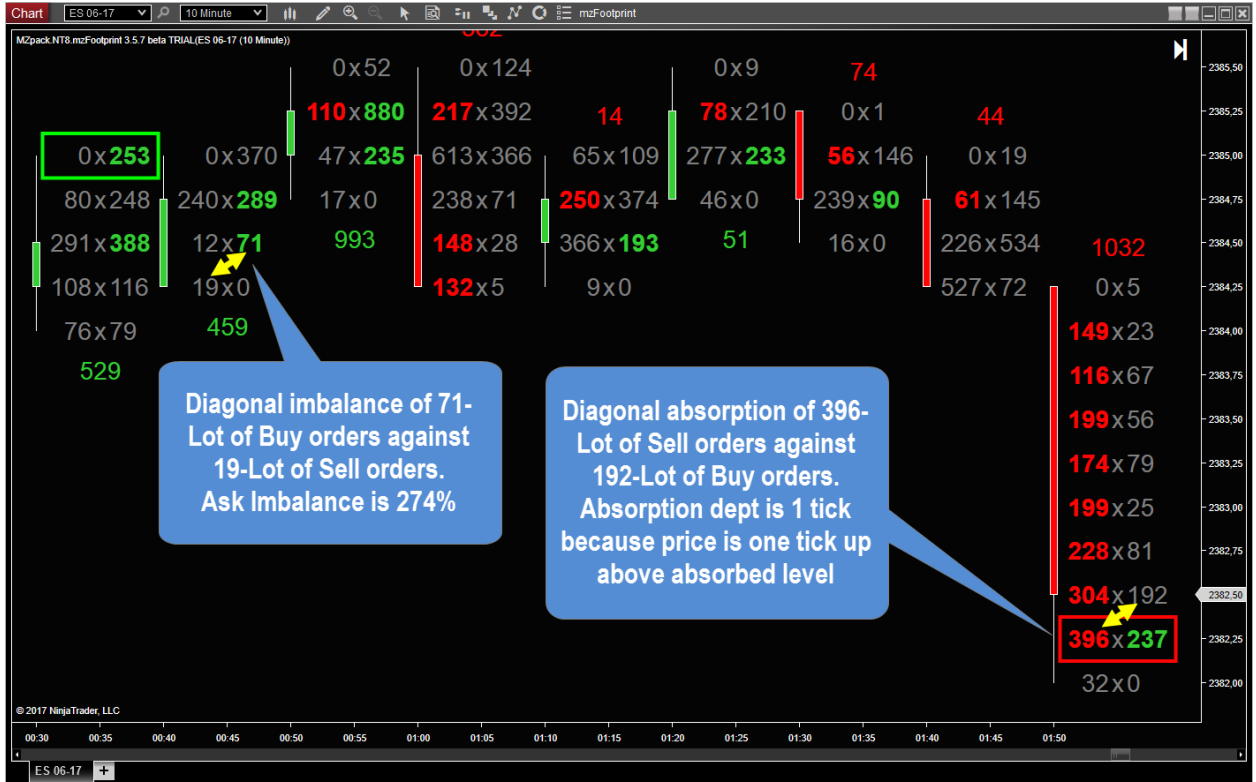 Chart ES 06-17 10 Minute mzFootprint
MZpack.NT8.mzFootprint 3.5.7 beta TRIAL(ES 06-17 (10 Minute))
0x52 0x124 0x9 74 2385,50
110x880 217x392 14 78x210 0x1 44 2385,25
0x253 0x370 47x235 613x366 65x109 277x233 56x146 0x19 2385,00
80x248 240x289 17x0 238x71 250x374 46x0 239x90 61x145 2384,75
291x388 12x71 993 148x28 366x193 51 16x0 226x534 1032 2384,50
108x116 19x0 132x5 9x0 527x72 0x5 2384,25
76x79 459 149x23 2384,00
529 116x67 2383,75
199x56 2383,50
174x79 2383,25
199x25 2383,00
228x81 2382,75
304x192 2382,50
396x237 2382,25
32x0 2382,00
Diagonal imbalance of 71-
Lot of Buy orders against
19-Lot of Sell orders.
Ask Imbalance is 274%
Diagonal absorption of 396-
Lot of Sell orders against
192-Lot of Buy orders.
Absorption dept is 1 tick
because price is one tick up
above absorbed level
© 2017 NinjaTrader, LLC
00:30 00:35 00:40 00:45 00:50 00:55 01:00 01:05 01:10 01:15 01:20 01:25 01:30 01:35 01:40 01:45 01:50
ES 06-17 +